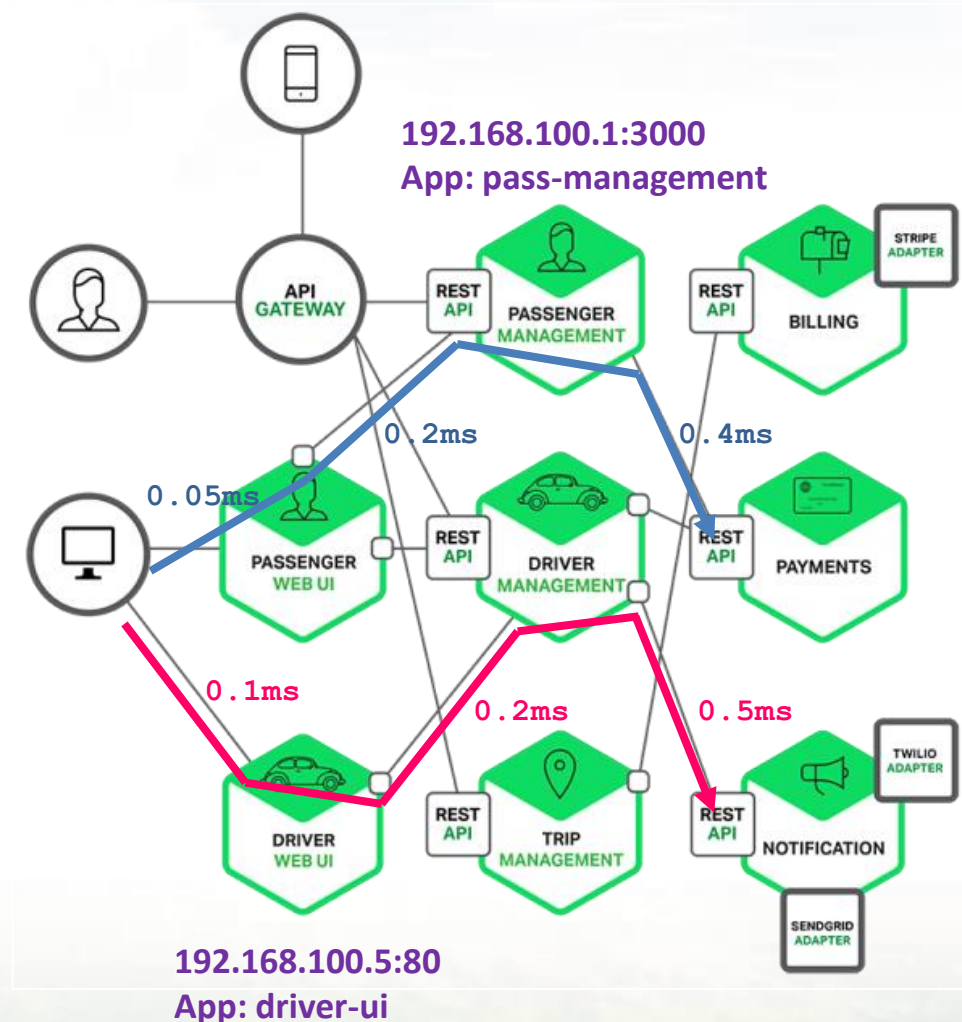 192.168.100.1:3000
App: pass-management
API
GATEWAY
REST
API
PASSENGER
MANAGEMENT
REST
API
BILLING
STRIPE
ADAPTER
0.05ms
0.2ms
0.4ms
PASSENGER
WEB UI
REST
API
DRIVER
MANAGEMENT
REST
API
PAYMENTS
0.1ms
0.2ms
0.5ms
DRIVER
WEB UI
REST
API
TRIP
MANAGEMENT
REST
API
NOTIFICATION
TWILIO
ADAPTER
SENDGRID
ADAPTER
192.168.100.5:80
App: driver-ui